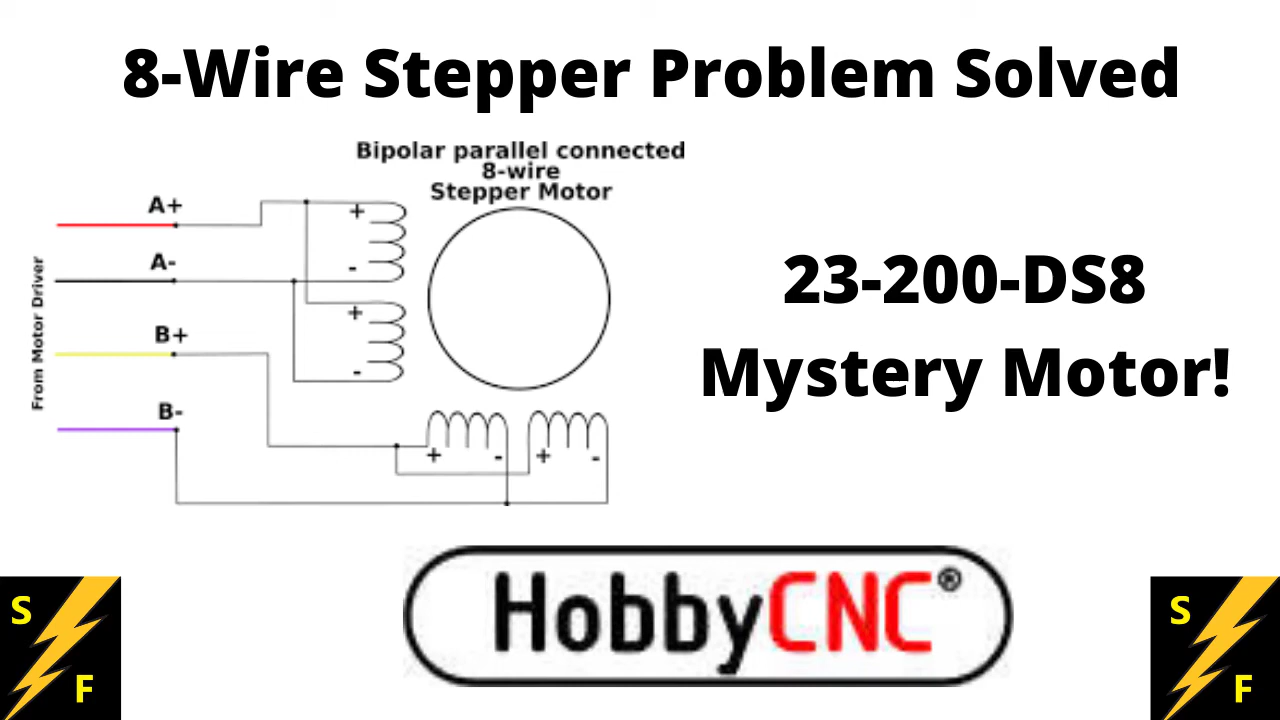 8-Wire Stepper Problem Solved
Bipolar parallel connected
8-wire
Stepper Motor
A+
+
A-
-
From Motor Driver
+
B+
-
B-
+ - + -
23-200-DS8
Mystery Motor!
HobbyCNC®
S
F
S
F